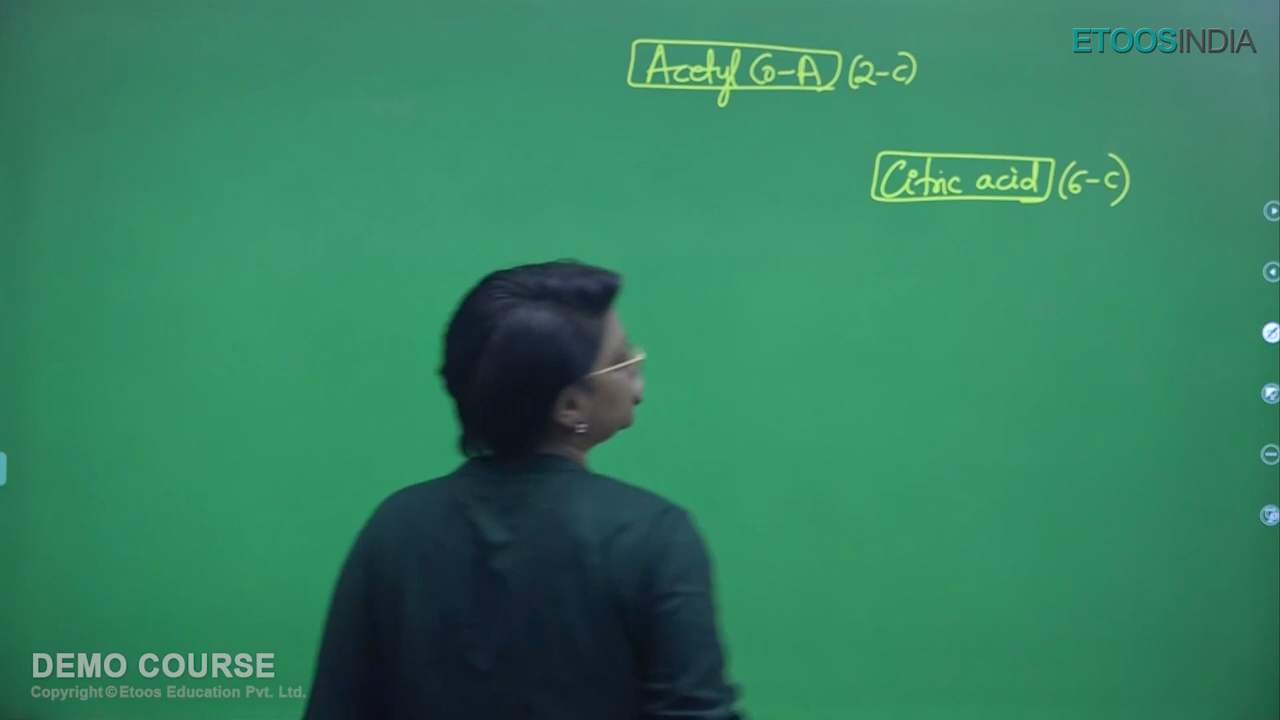 ETOOSINDIA
Acetyl Co-A (2-C)
Citric acid (6-C)
DEMO COURSE
Copyright © Etoos Education Pvt. Ltd.